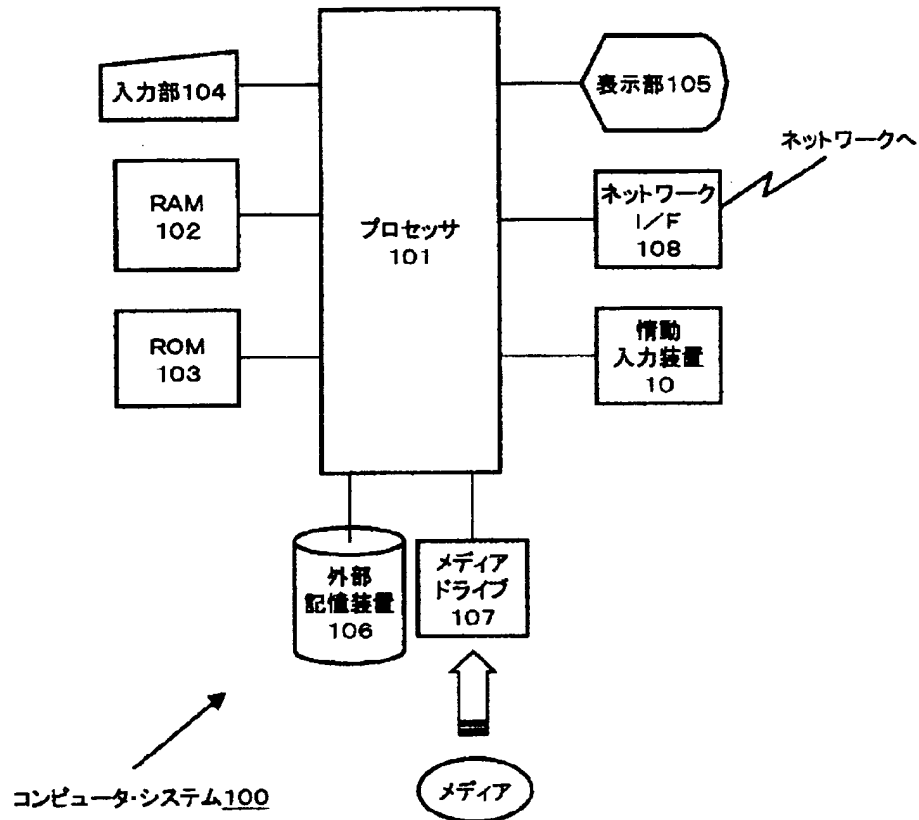 入力部104
表示部105
ネットワークへ
RAM
102
プロセッサ
101
ネットワーク
I/F
108
ROM
103
情動
入力装置
10
外部
記憶装置
106
メディア
ドライブ
107
コンピュータ・システム100
メディア